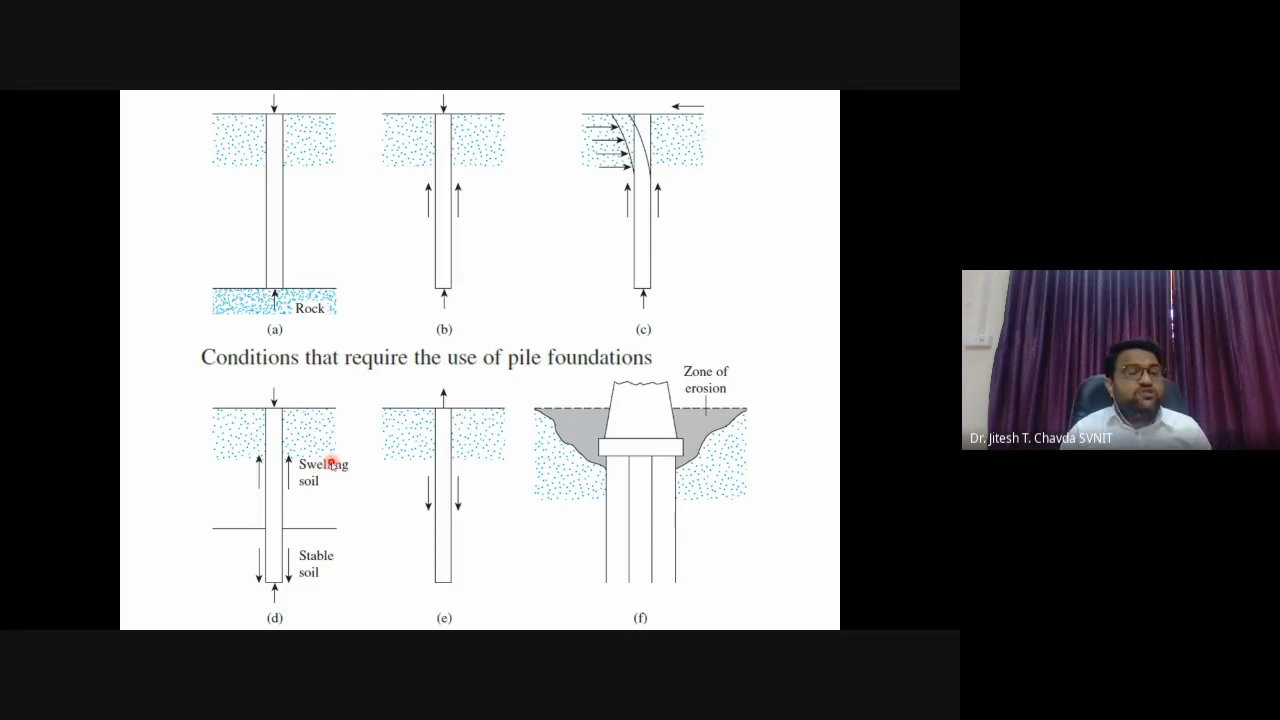 Rock
(a)
(b)
(c)
Conditions that require the use of pile foundations
Zone of
erosion
Swelling
soil
Stable
soil
(d)
(e)
(f)
Dr. Jitesh T. Chavda SVNIT